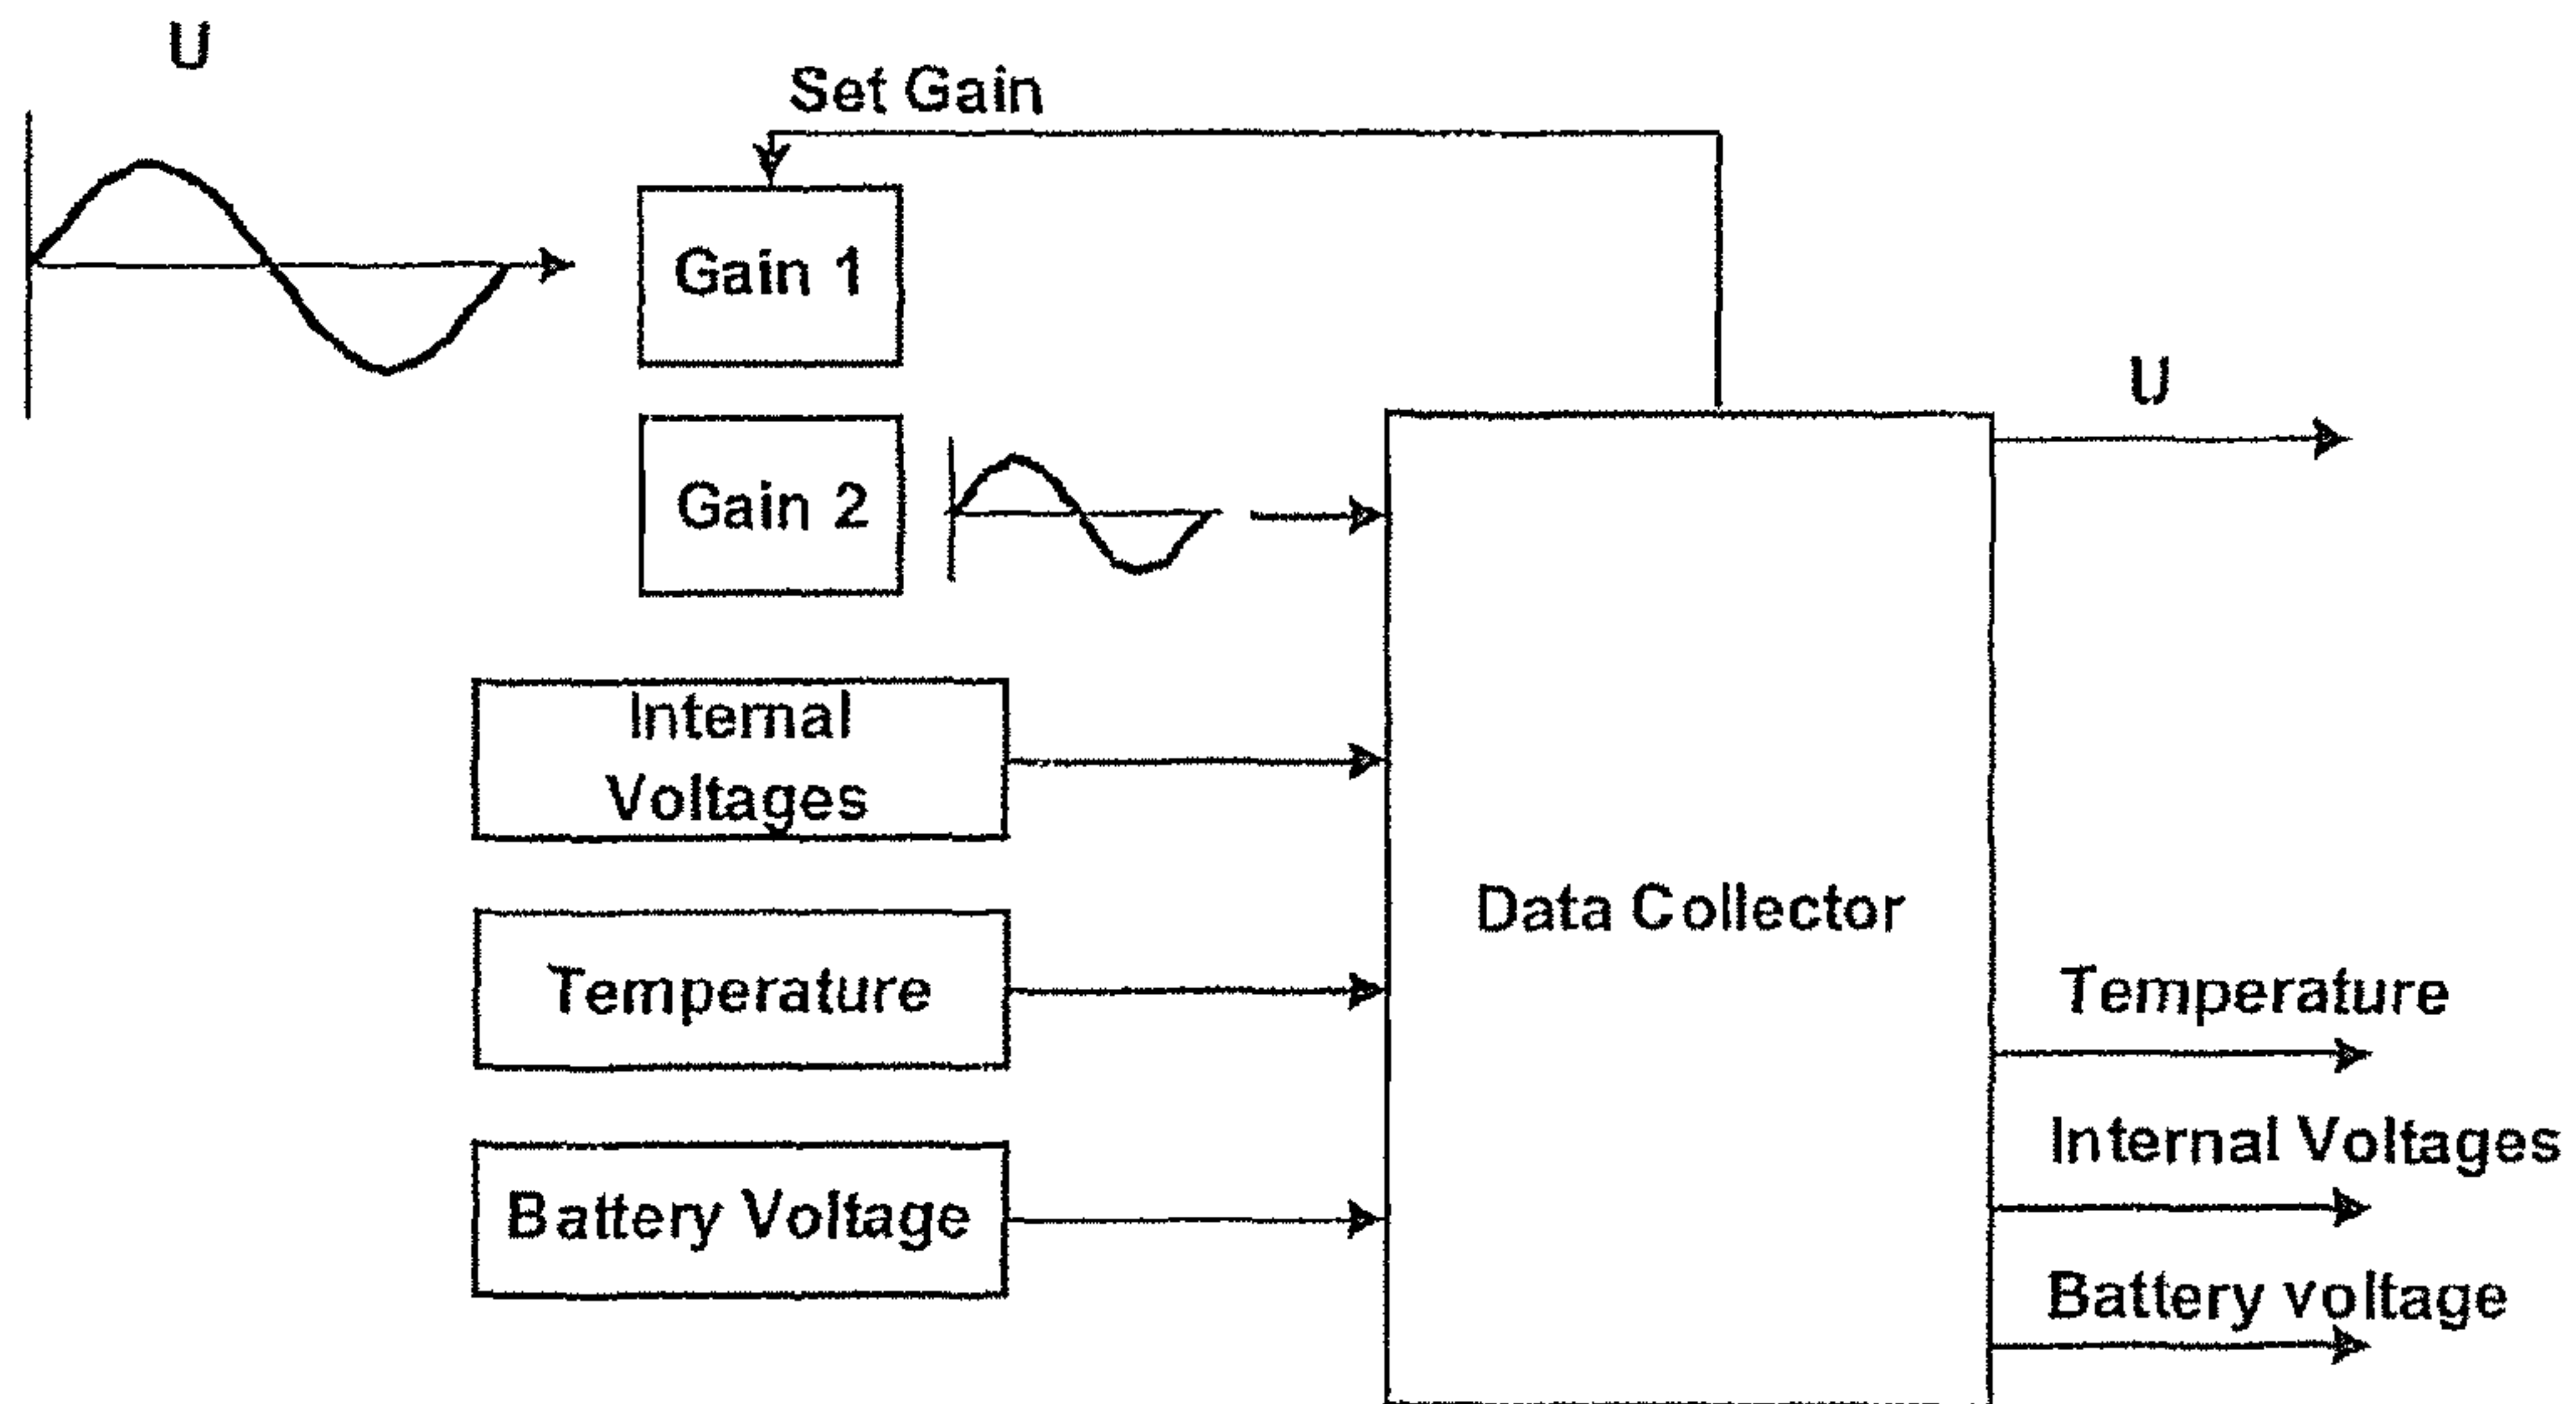 U
Set Gain
Gain 1
Gain 2
U
Internal
Voltages
Temperature
Battery Voltage
Data Collector
Temperature
Internal Voltages
Battery voltage